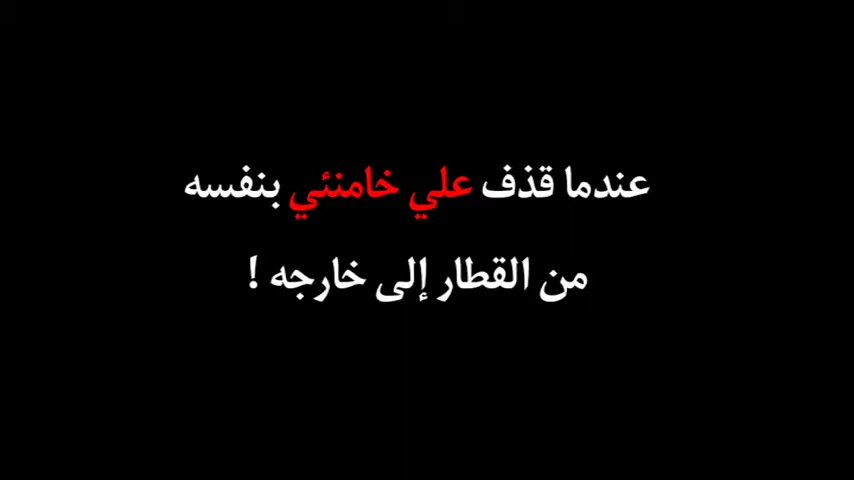 عندما قذف علي خامنئي بنفسه
من القطار إلى خارجه !